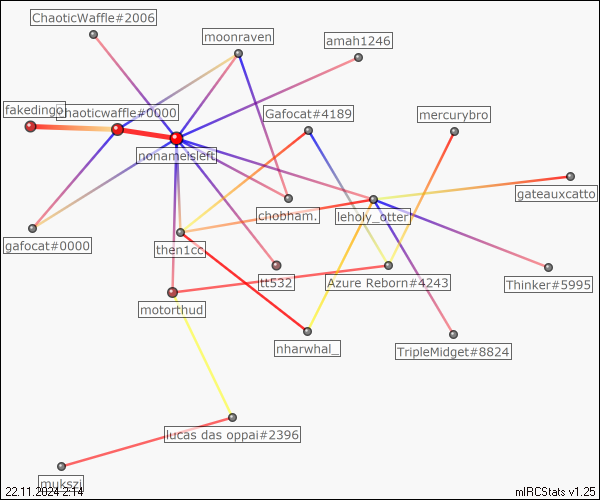 ChaoticWaffle#2006
moonraven
amah1246
fakedingo
chaoticwaffle#0000
Gafocat#4189
mercurybro
nonameisleft
gateauxcatto
chobham.
leholy_otter
gafocat#0000
then1cc
tt532
Azure Reborn#4243
Thinker#5995
motorthud
nharwhal_
TripleMidget#8824
lucas das oppai#2396
mukszi
22.11.2024 2:14
mIRCStats v1.25